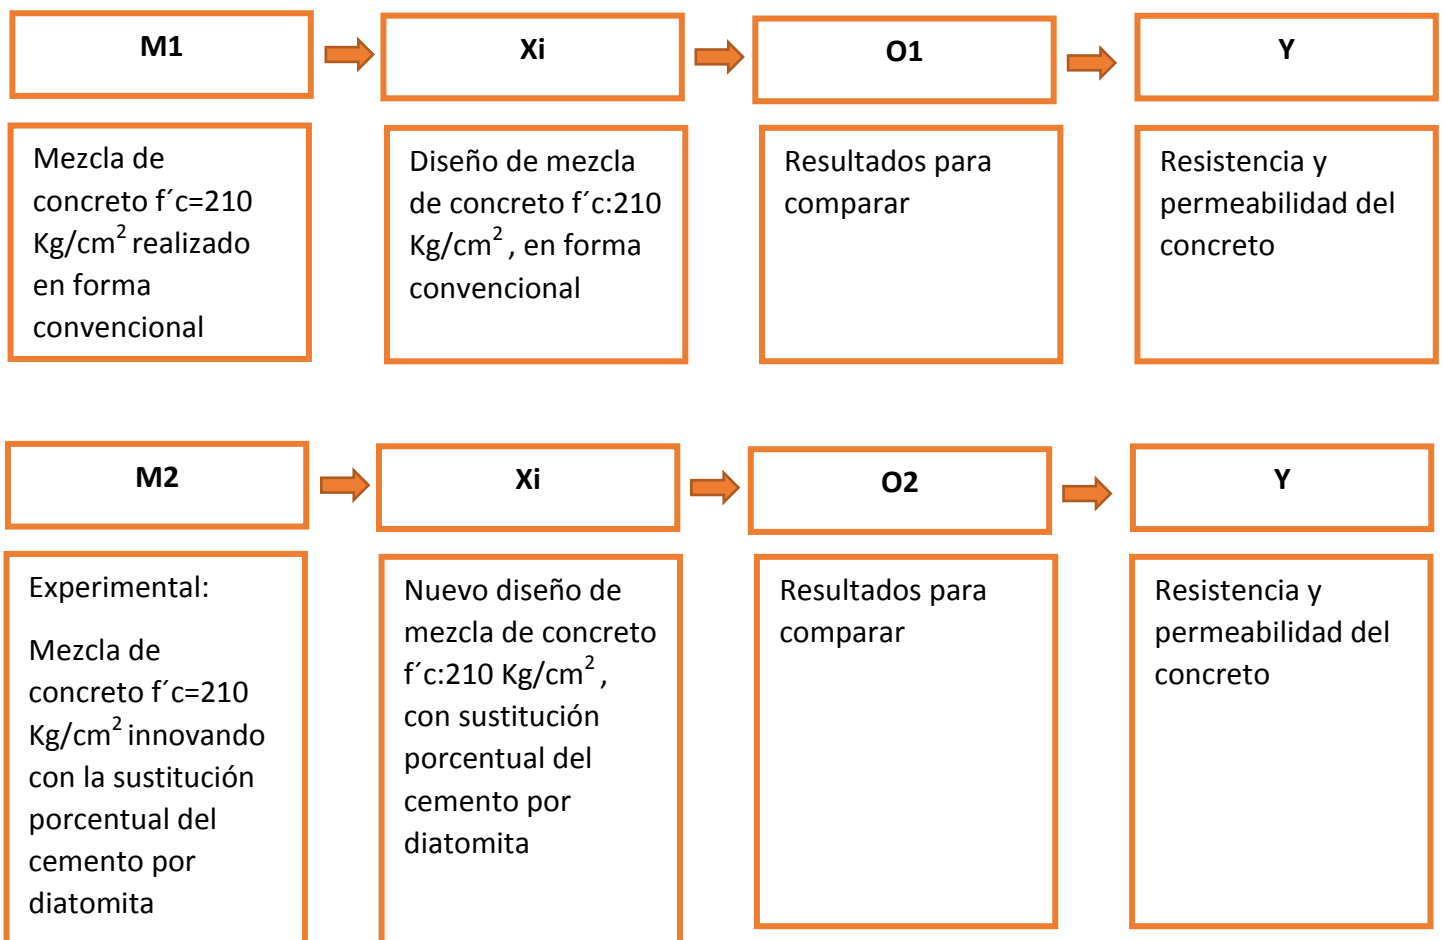 M1
Xi
O1
Y
Mezcla de
concreto f´c=210
Kg/cm² realizado
en forma
convencional
Diseño de mezcla
de concreto f´c:210
Kg/cm² , en forma
convencional
Resultados para
comparar
Resistencia y
permeabilidad del
concreto
M2
Xi
O2
Y
Experimental:
Mezcla de
concreto f´c=210
Kg/cm² innovando
con la sustitución
porcentual del
cemento por
diatomita
Nuevo diseño de
mezcla de concreto
f´c:210 Kg/cm² ,
con sustitución
porcentual del
cemento por
diatomita
Resultados para
comparar
Resistencia y
permeabilidad del
concreto